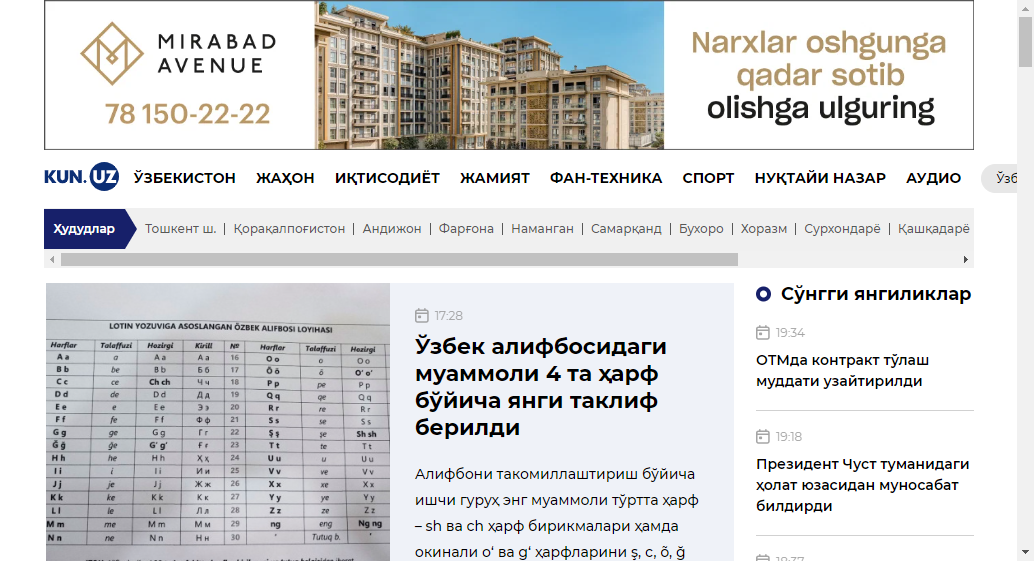 MIRABAD
AVENUE
78 150-22-22
Narxlar oshgunga
qadar sotib
olishga ulguring
KUN.UZ
ЎЗБЕКИСТОН ЖАҲОН ИҚТИСОДИЁТ ЖАМИЯТ ФАН-ТЕХНИКА СПОРТ НУҚТАЙИ НАЗАР АУДИО Ўзб
Ҳудудлар
Тошкент ш. | Қорақалпоғистон | Андижон | Фарғона | Наманган | Самарқанд | Бухоро | Хоразм | Сурхондарё | Қашқадарё
LOTIN YOZUVIGA ASOSLANGAN ÕZBEK ALIFBOSI LOYIHASI
Harflar Talaffuzi Hozirgi Kirill № Harflar Talaffuzi Hozirgi
A a a A a А а 16 O o o O o
B b be B b Б б 17 Õ õ õ O‘ o‘
C c ce Ch ch Ч ч 18 P p pe P p
D d de D d Д д 19 Q q qe Q q
E e e E e Э э 20 R r re R r
F f fe F f Ф ф 21 S s se S s
G g ge G g Г г 22 Ş ş şe Sh sh
Ğ ğ ğe G‘ g‘ Ғ ғ 23 T t te T t
H h he H h Ҳ ҳ 24 U u u U u
I i i I i И и 25 V v ve V v
J j je J j Ж ж 26 X x xe X x
K k ke K k К к 27 Y y ye Y y
L l le L l Л л 28 Z z ze Z z
M m me M m М м 29 ng eng Ng ng
N n ne N n Н н 30 ’ Tutuq b. ’
17:28
Ўзбек алифбосидаги
муаммоли 4 та ҳарф
бўйича янги таклиф
берилди
Алифбони такомиллаштириш бўйича
ишчи гуруҳ энг муаммоли тўртта ҳарф
– sh ва ch ҳарф бирикмалари ҳамда
окинали o‘ ва g‘ ҳарфларини ş, c, õ, ğ
Сўнгги янгиликлар
19:34
ОТМда контракт тўлаш
муддати узайтирилди
19:18
Президент Чуст туманидаги
ҳолат юзасидан муносабат
билдирди